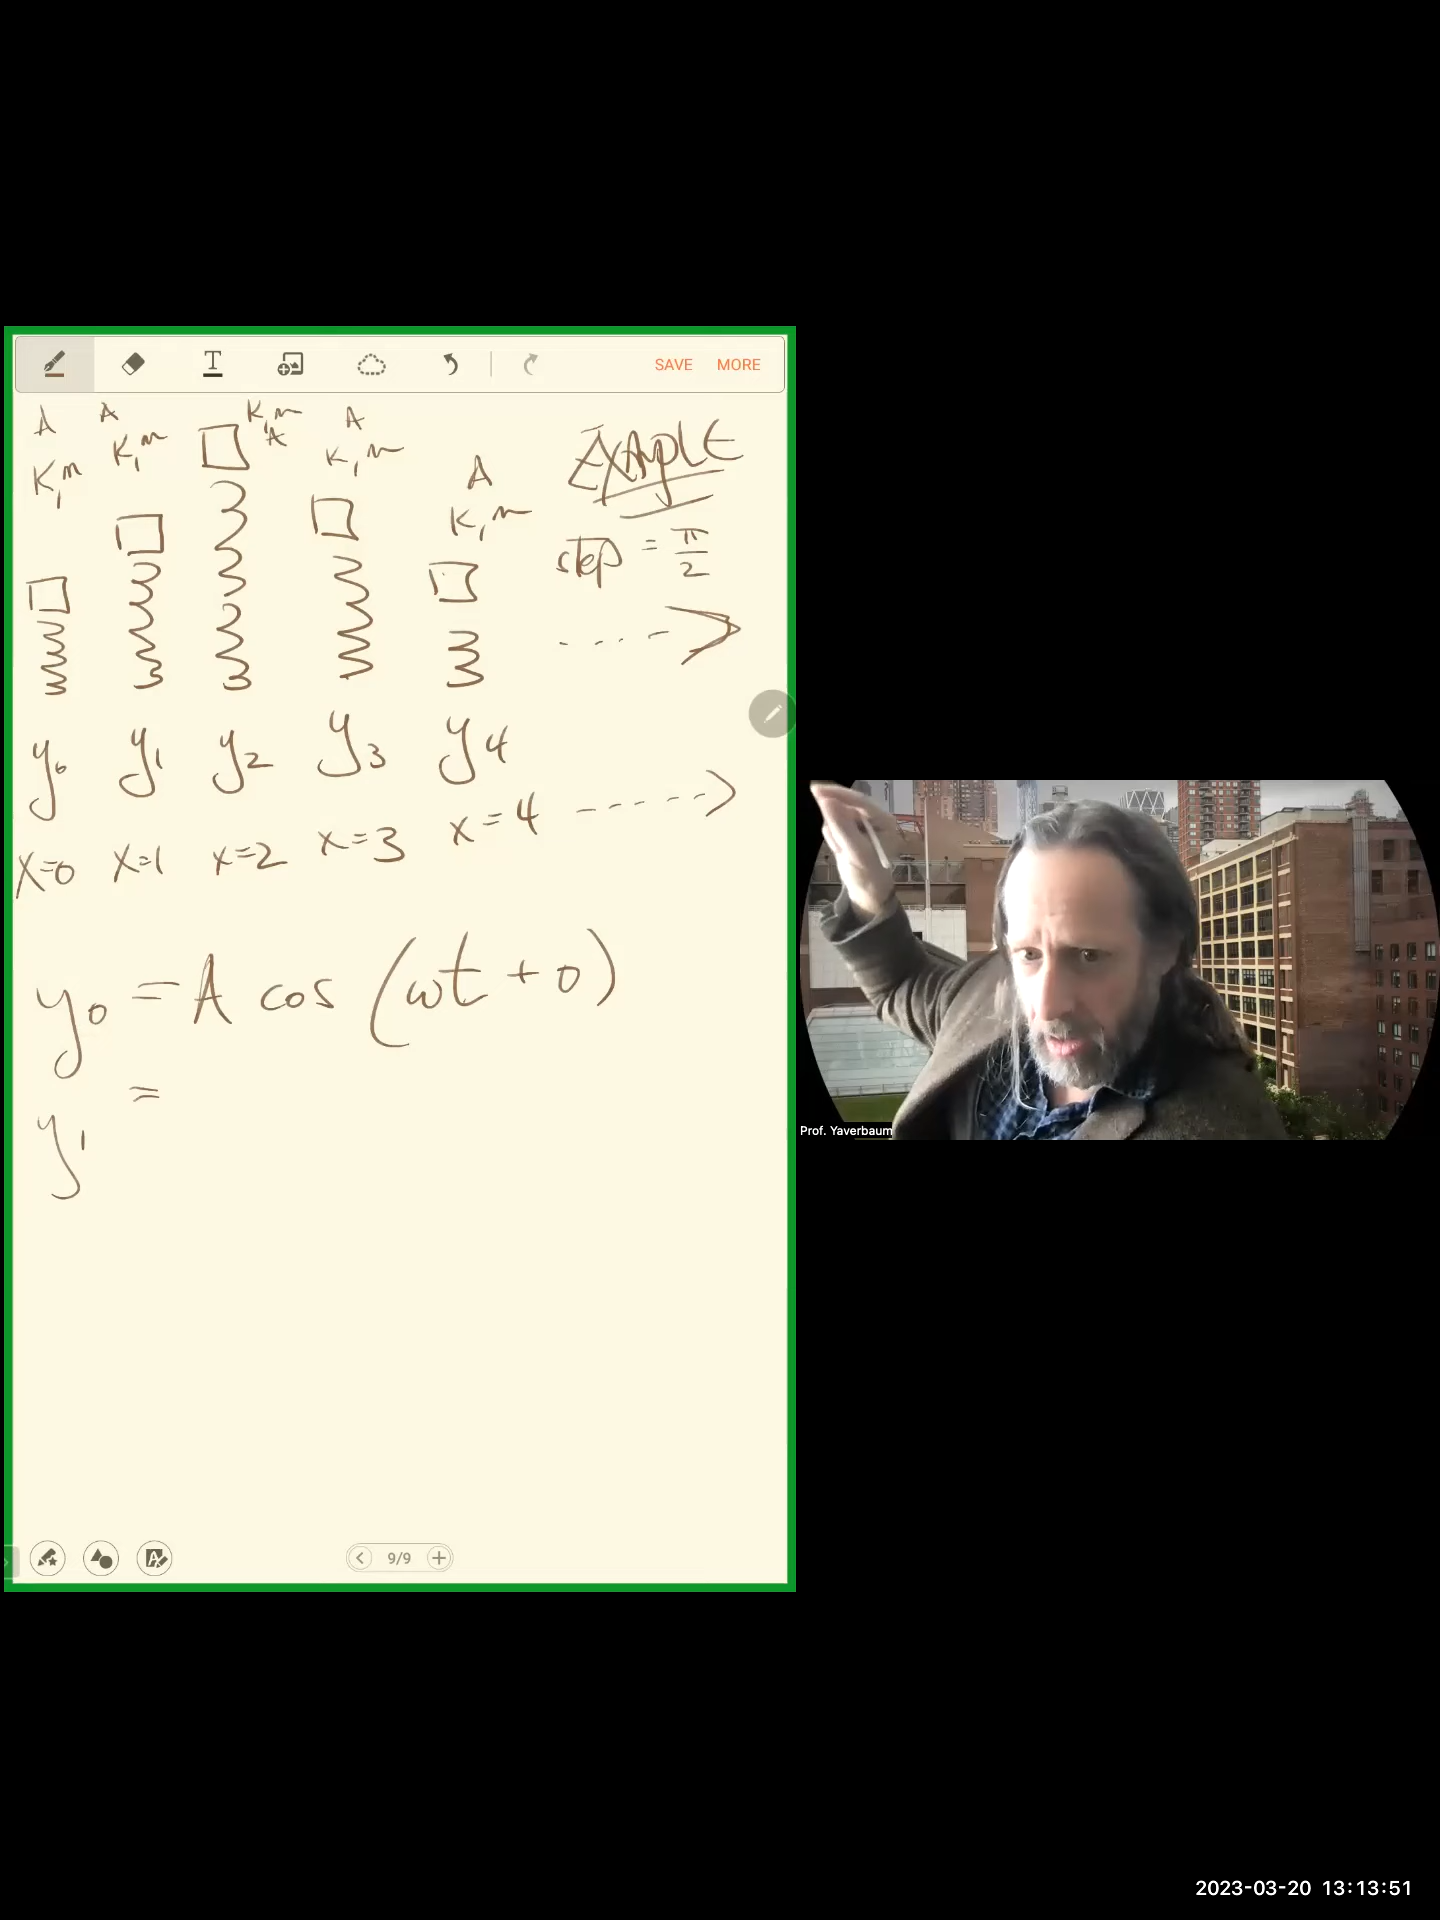 SAVE MORE
A A K,m A A
K,m K,m K,m A
K,m
EXAPLE
step = π/2
----->
y0 y1 y2 y3 y4
x=0 x=1 x=2 x=3 x=4 ----->
y0 = A cos (ωt + 0)
y1 =
9/9
Prof. Yaverbaum
2023-03-20 13:13:51